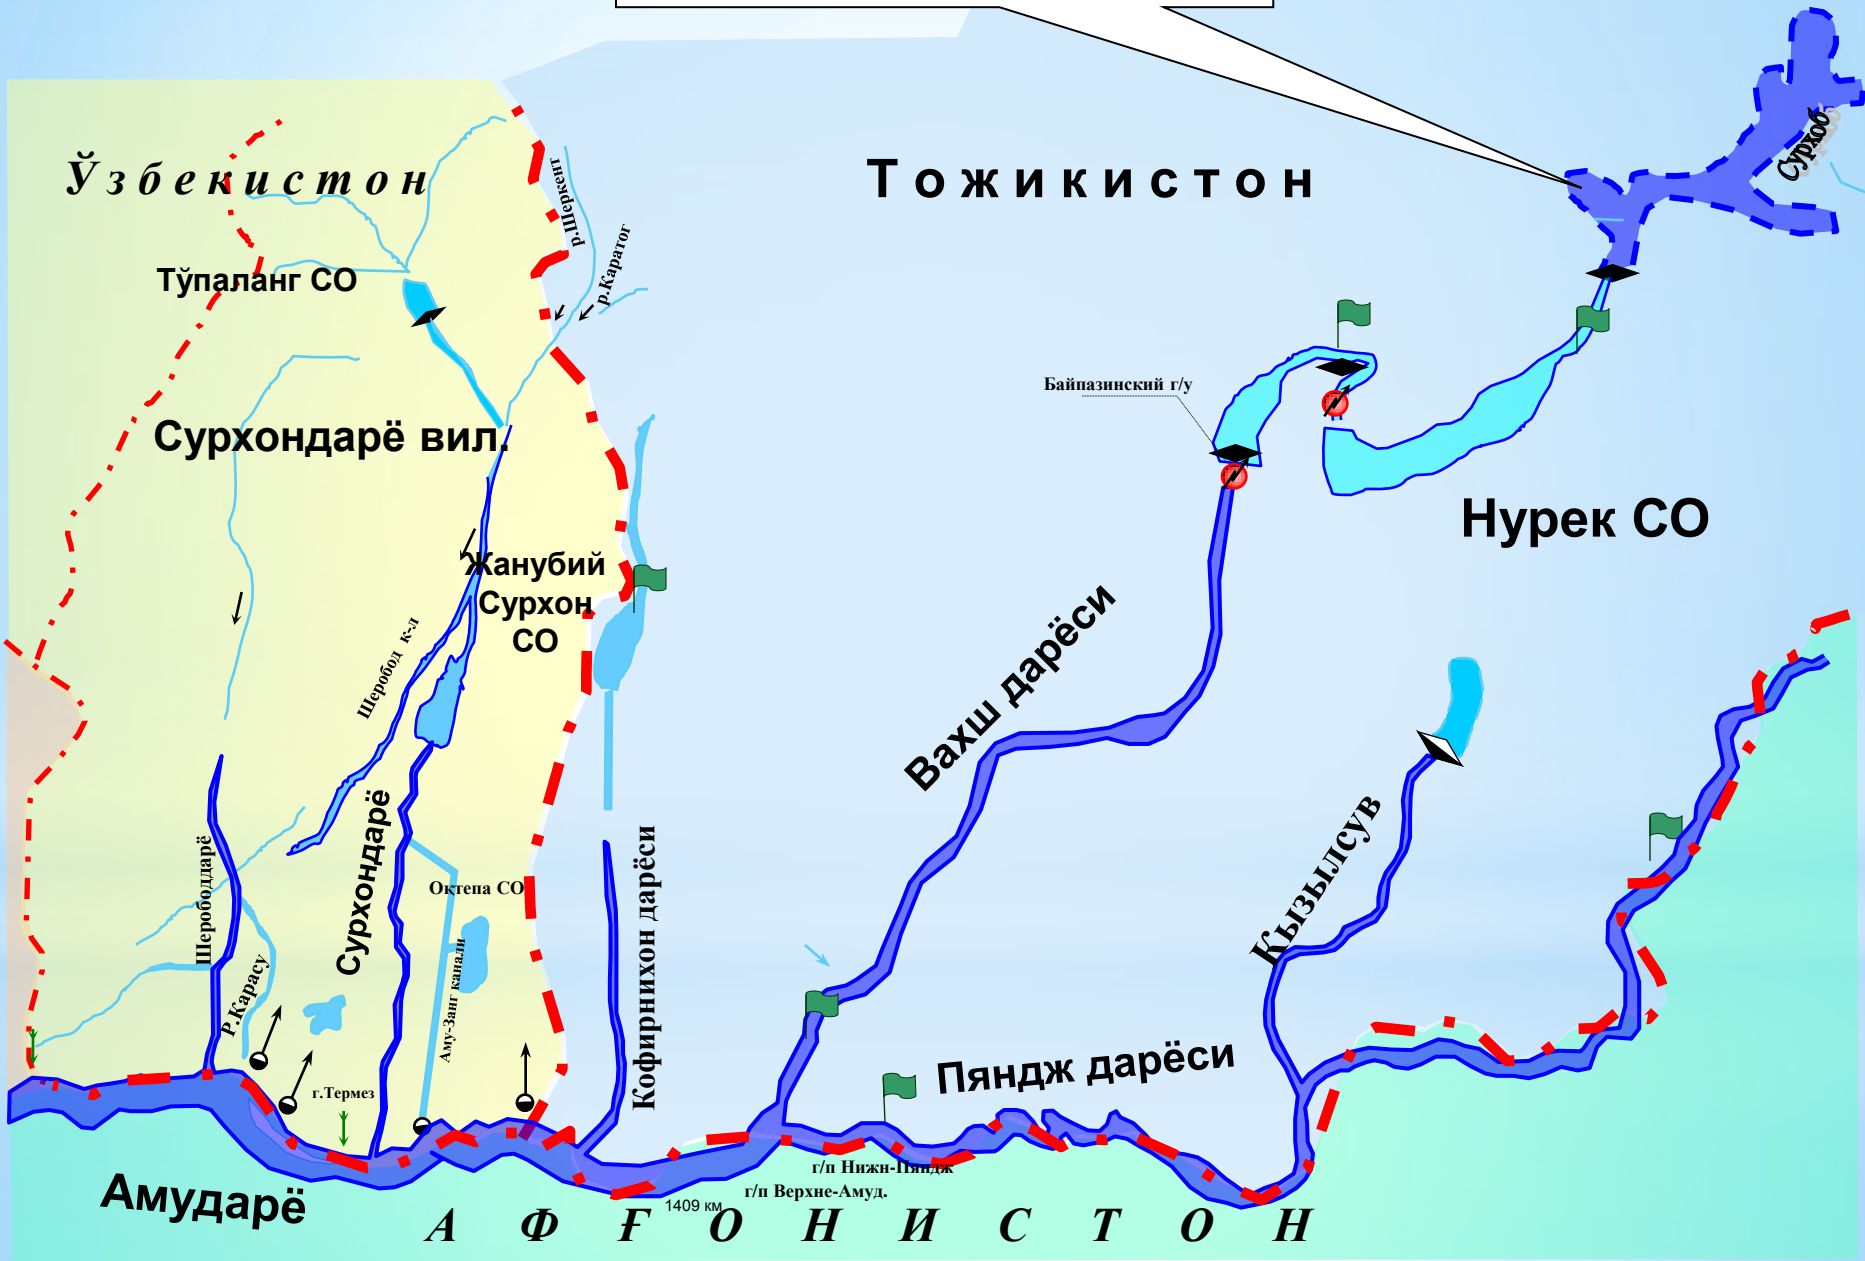 Сурхоб
Ўзбекистон
Тожикистон
р.Шеркент
р.Каратог
Тўпаланг СО
Байпазинский г/у
Сурхондарё вил.
Нурек СО
Жанубий
Сурхон
СО
Шеробод к-л
Вахш дарёси
Сурхондарё
Кызылсув
Шерободдарё
Октепа СО
Кофирнихон дарёси
Р.Карасу
Аму-Занг канали
Пяндж дарёси
г.Термез
г/п Нижн-Пяндж
г/п Верхне-Амуд.
Амударё
1409 км
АФҒОНИСТОН